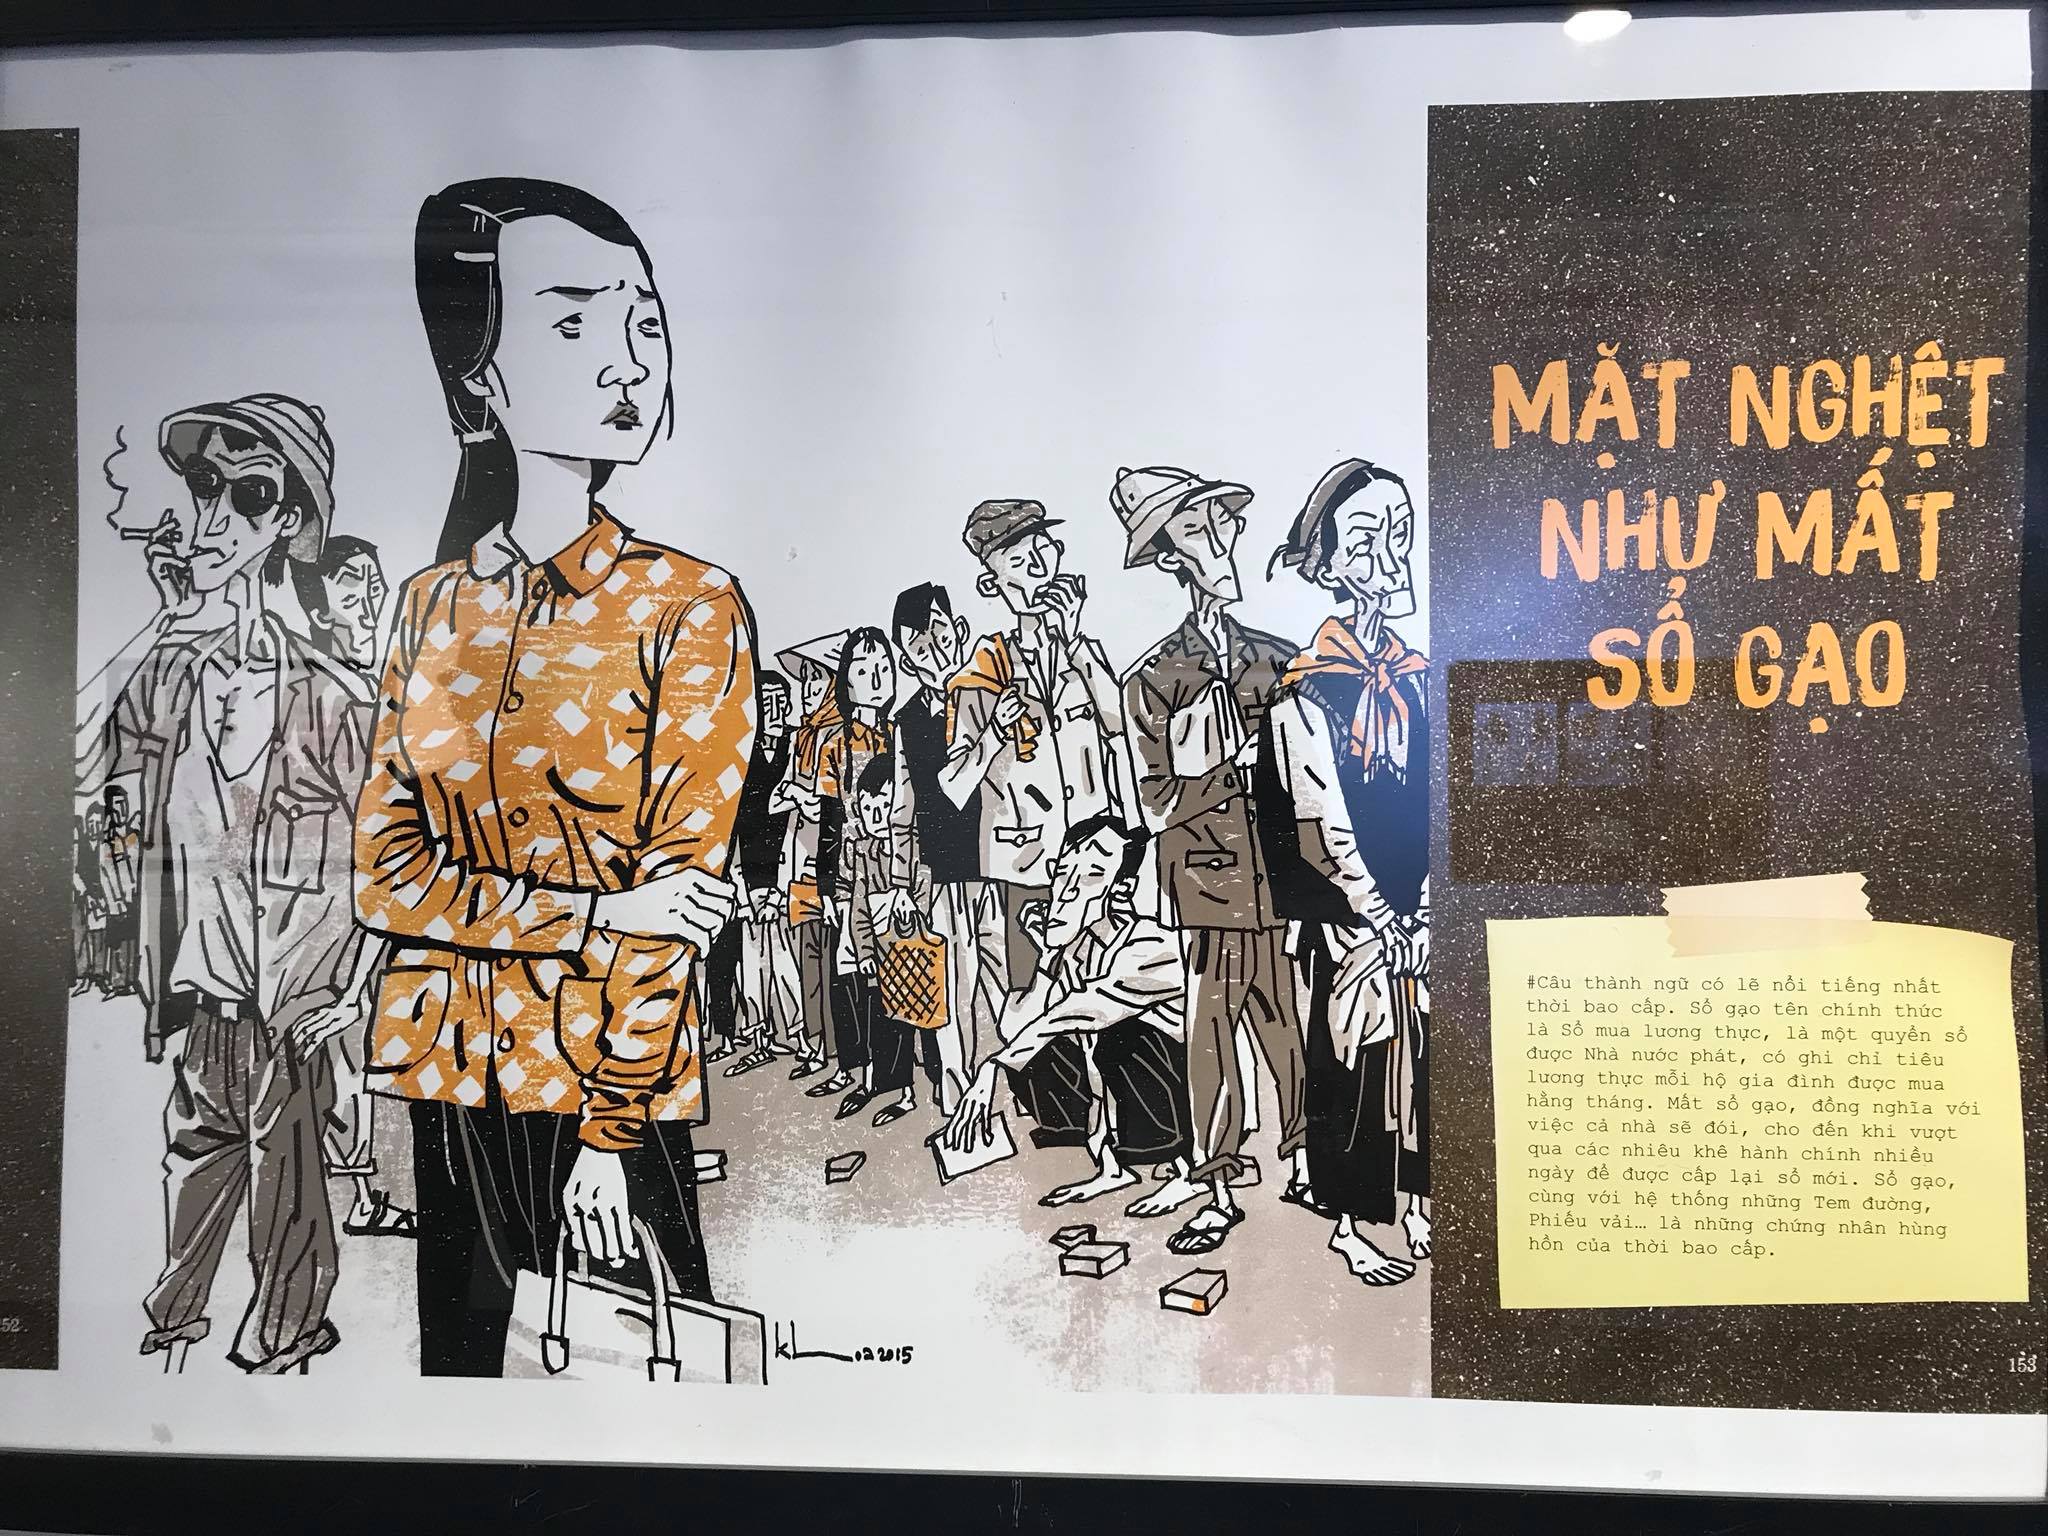 MẶT NGHỆT
NHƯ MẤT
SỔ GẠO
#Câu thành ngữ có lẽ nổi tiếng nhất
thời bao cấp. Sổ gạo tên chính thức
là Sổ mua lương thực, là một quyển sổ
được Nhà nước phát, có ghi chỉ tiêu
lương thực mỗi hộ gia đình được mua
hằng tháng. Mất sổ gạo, đồng nghĩa với
việc cả nhà sẽ đói, cho đến khi vượt
qua các nhiêu khê hành chính nhiều
ngày để được cấp lại sổ mới. Sổ gạo,
cùng với hệ thống những Tem đường,
Phiếu vải… là những chứng nhân hùng
hồn của thời bao cấp.
2015
153